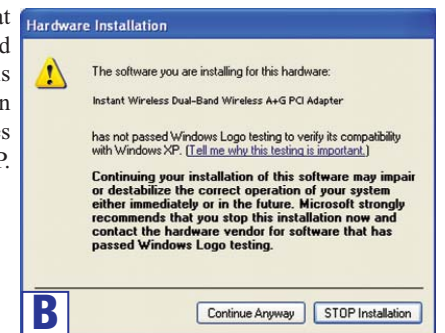 at
d
is
n
es
P.
Hardware Installation
The software you are installing for this hardware:
Instant Wireless Dual-Band Wireless A+G PCI Adapter
has not passed Windows Logo testing to verify its compatibility
with Windows XP. (Tell me why this testing is important.)
Continuing your installation of this software may impair
or destabilize the correct operation of your system
either immediately or in the future. Microsoft strongly
recommends that you stop this installation now and
contact the hardware vendor for software that has
passed Windows Logo testing.
Continue Anyway
STOP Installation
B